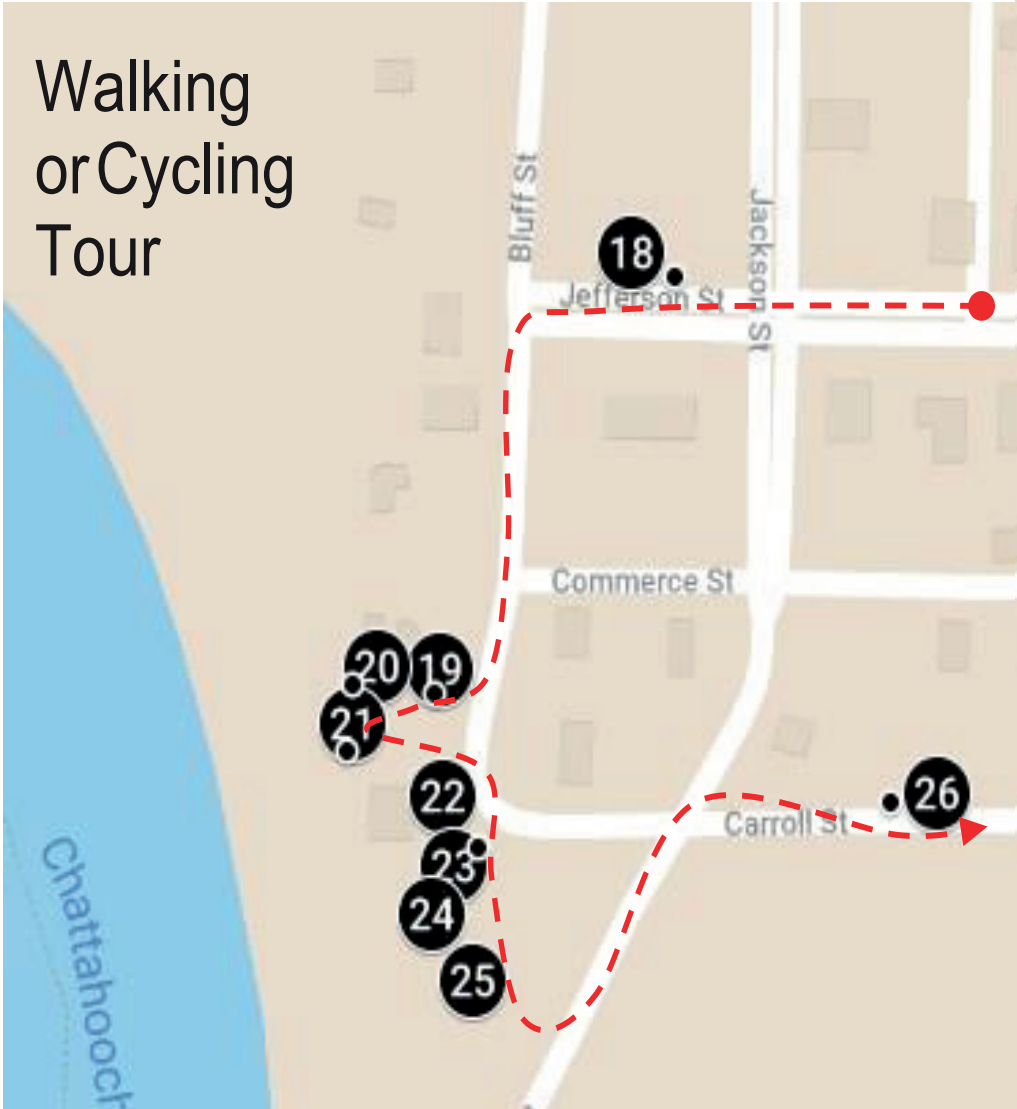 Walking
or Cycling
Tour
Bluff St
Jackson St
18
Jefferson St
Commerce St
20
19
21
22
26
Carroll St
23
24
25
Chattahooch